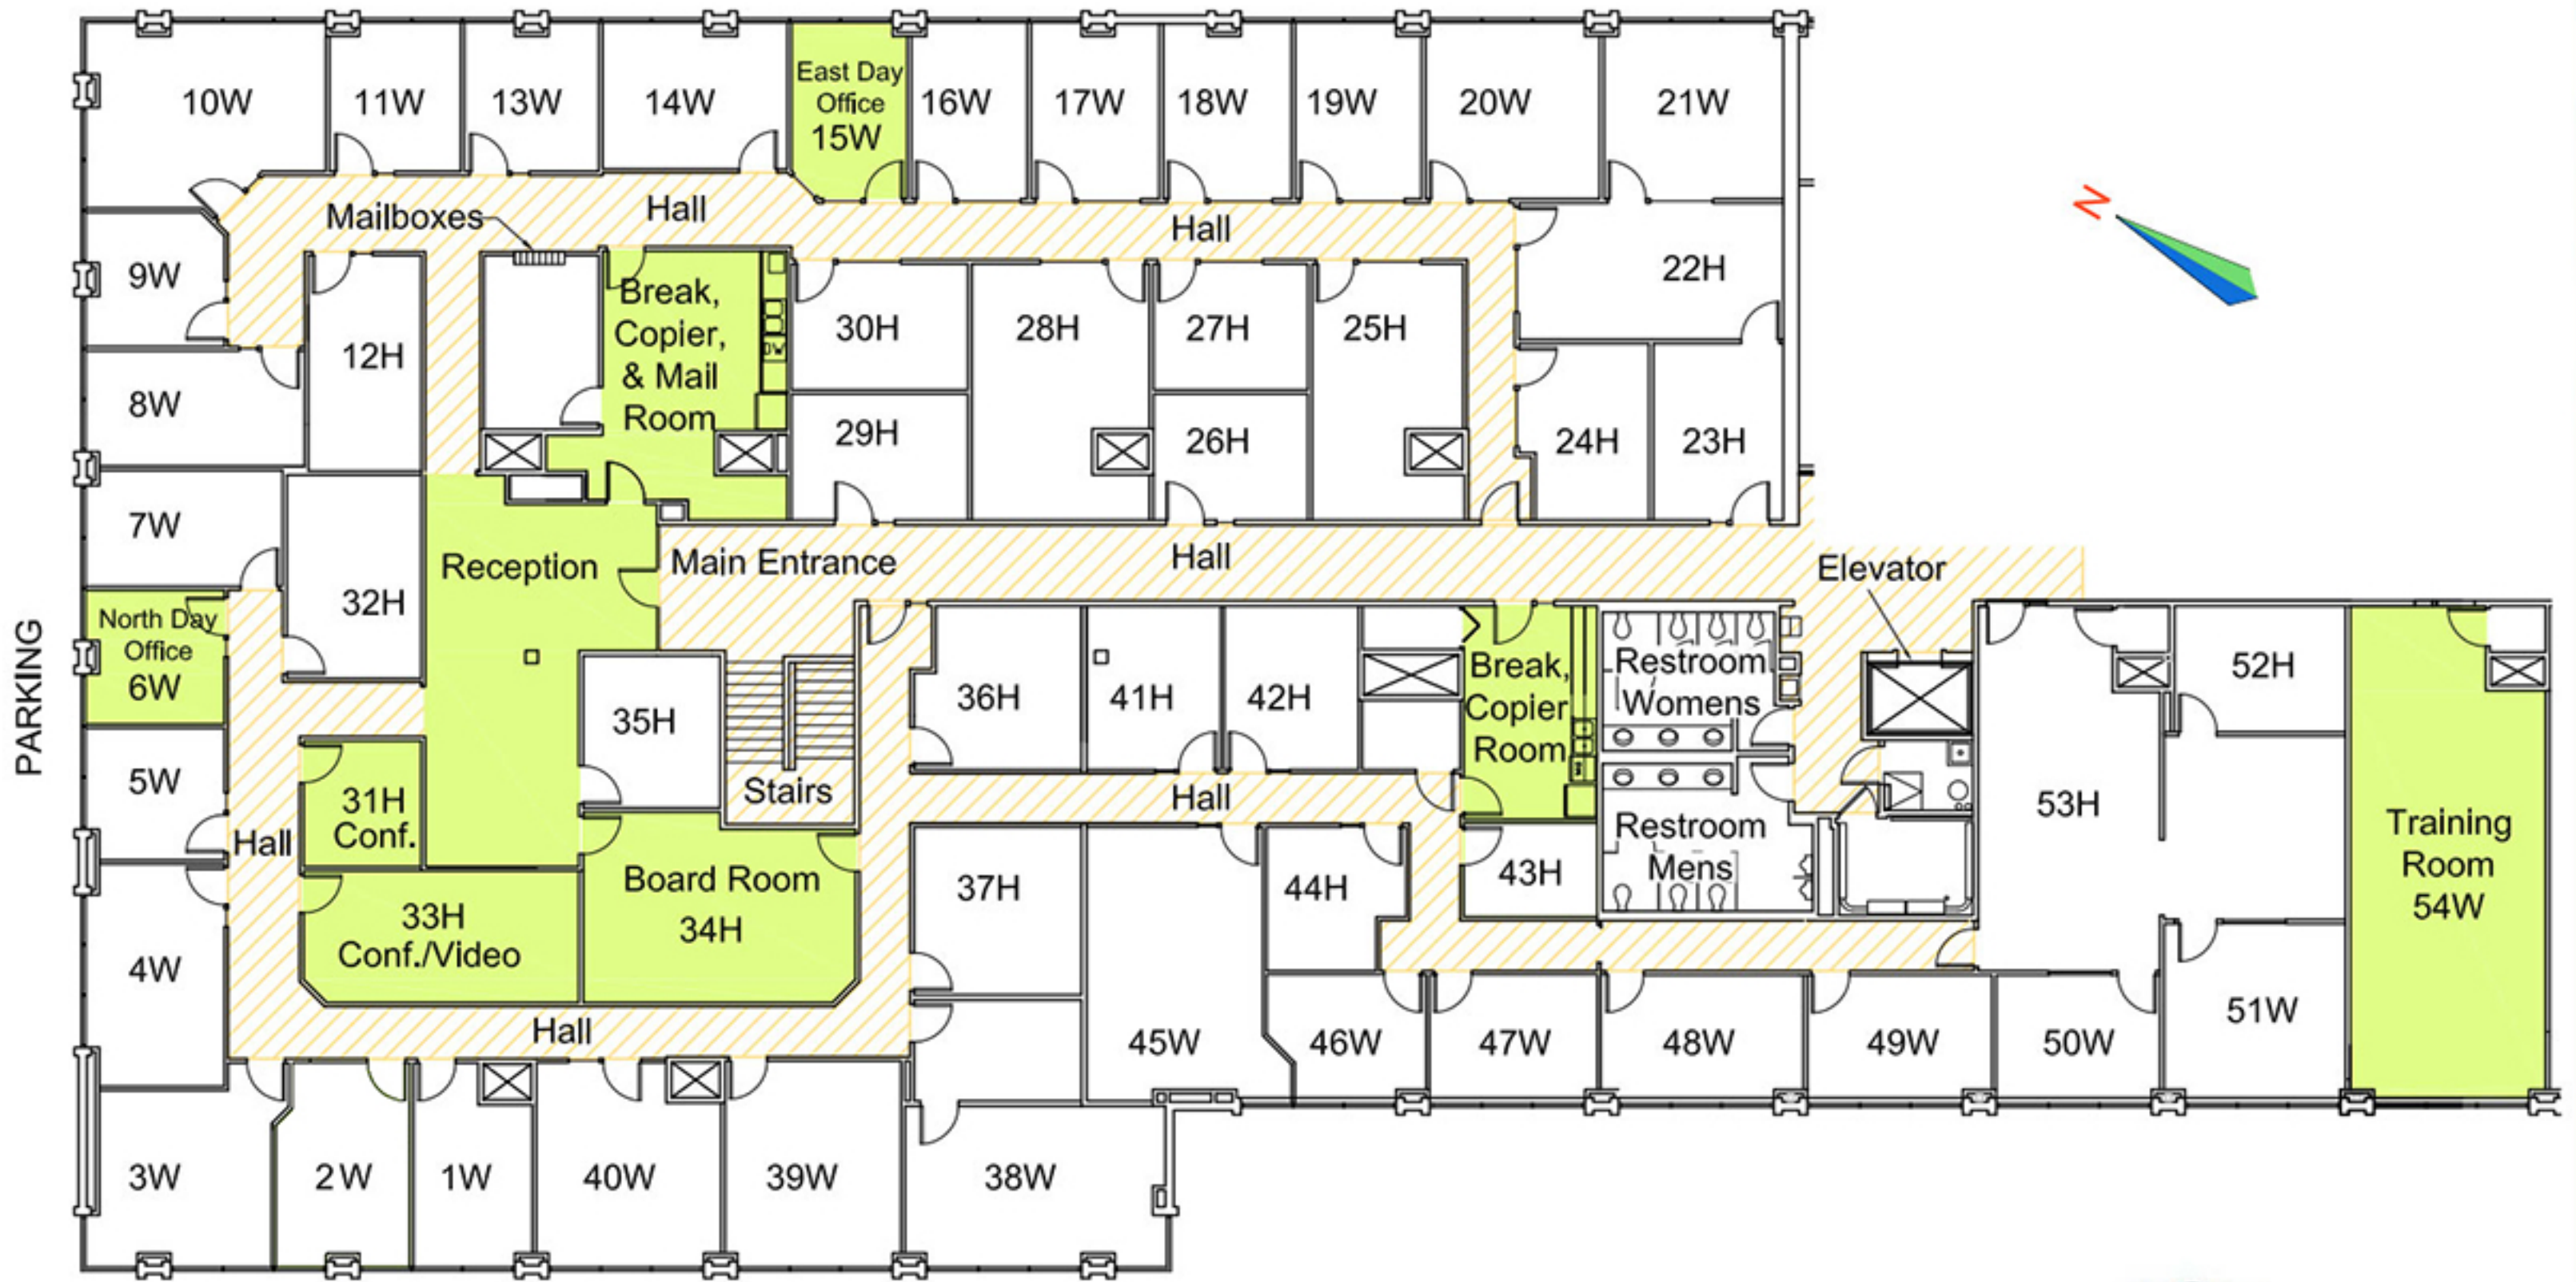 10W
11W
13W
14W
East Day
Office
15W
16W
17W
18W
19W
20W
21W
N
Mailboxes
Hall
Hall
9W
12H
8W
Break,
Copier,
& Mail
Room
DW
30H
28H
27H
25H
22H
29H
26H
24H
23H
7W
32H
Reception
Main Entrance
Hall
Elevator
PARKING
North Day
Office
6W
5W
31H
Conf.
Hall
35H
Stairs
36H
41H
42H
Break,
Copier
Room
Restroom
Womens
Restroom
Mens
52H
53H
Training
Room
54W
Hall
4W
33H
Conf./Video
Board Room
34H
37H
44H
43H
Hall
45W
46W
47W
48W
49W
50W
51W
3W
2W
1W
40W
39W
38W